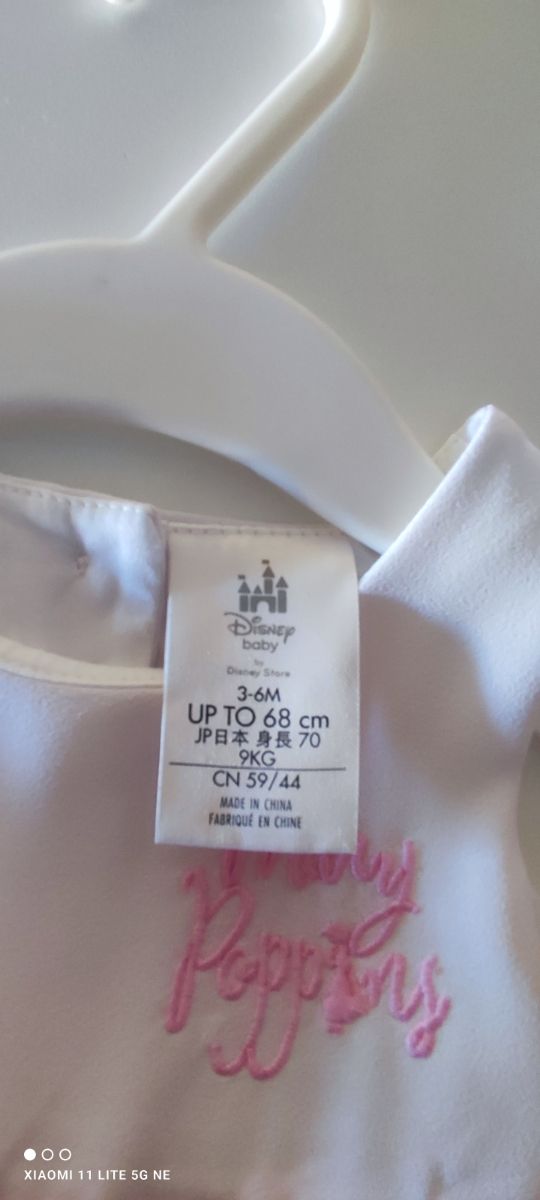 Disney
baby
by
Disney Store
3-6M
UP TO 68 cm
JP日本 身長 70
9KG
CN 59/44
MADE IN CHINA
FABRIQUÉ EN CHINE
Mary
Poppins
XIAOMI 11 LITE 5G NE